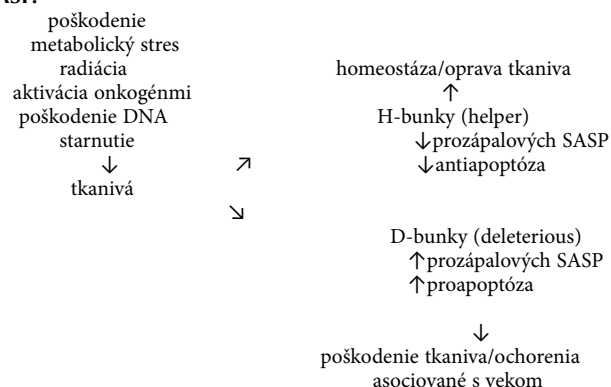 poškodenie
metabolický stres
radiácia
aktivácia onkogénmi
poškodenie DNA
starnutie
↓
tkanivá
↗
↘
homeostáza/oprava tkaniva
↑
H-bunky (helper)
↓prozápalových SASP
↓antiapoptóza
D-bunky (deleterious)
↑prozápalových SASP
↑proapoptóza
↓
poškodenie tkaniva/ochorenia
asociované s vekom